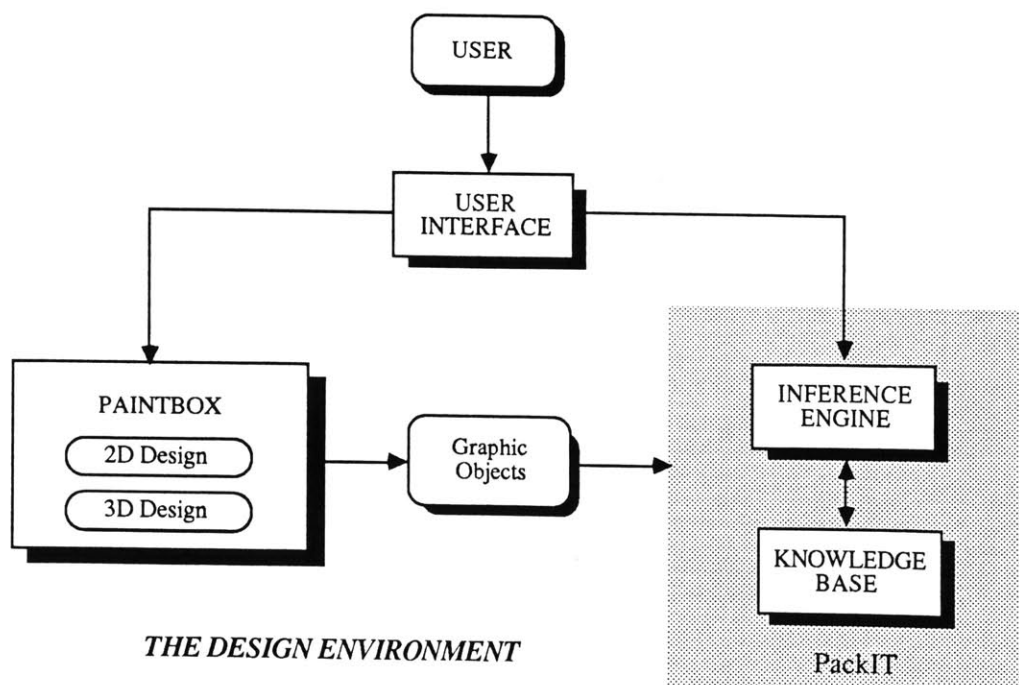 USER
USER
INTERFACE
PAINTBOX
2D Design
3D Design
Graphic
Objects
INFERENCE
ENGINE
KNOWLEDGE
BASE
THE DESIGN ENVIRONMENT
PackIT